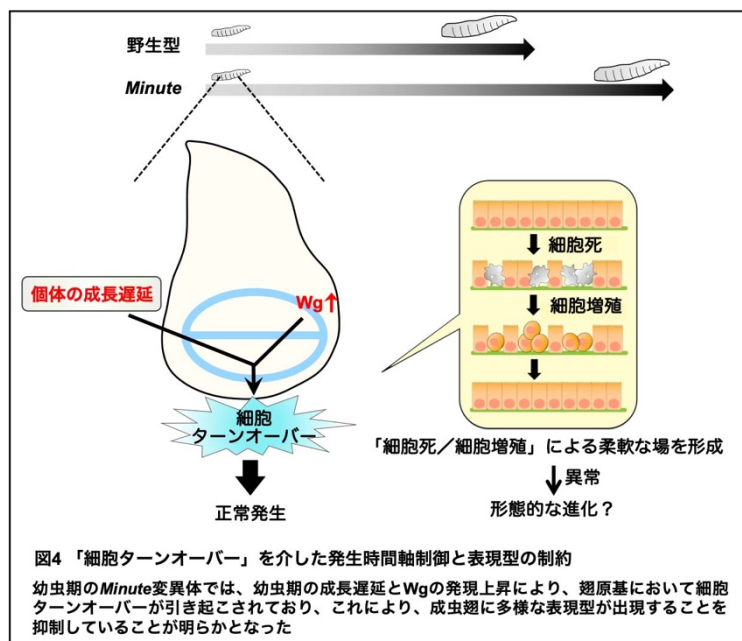 野生型
Minute
個体の成長遅延
Wg↑
細胞
ターンオーバー
正常発生
細胞死
細胞増殖
「細胞死／細胞増殖」による柔軟な場を形成
異常
形態的な進化？
図4 「細胞ターンオーバー」を介した発生時間軸制御と表現型の制約
幼虫期のMinute変異体では、幼虫期の成長遅延とWgの発現上昇により、翅原基において細胞
ターンオーバーが引き起こされており、これにより、成虫翅に多様な表現型が出現することを
抑制していることが明らかとなった